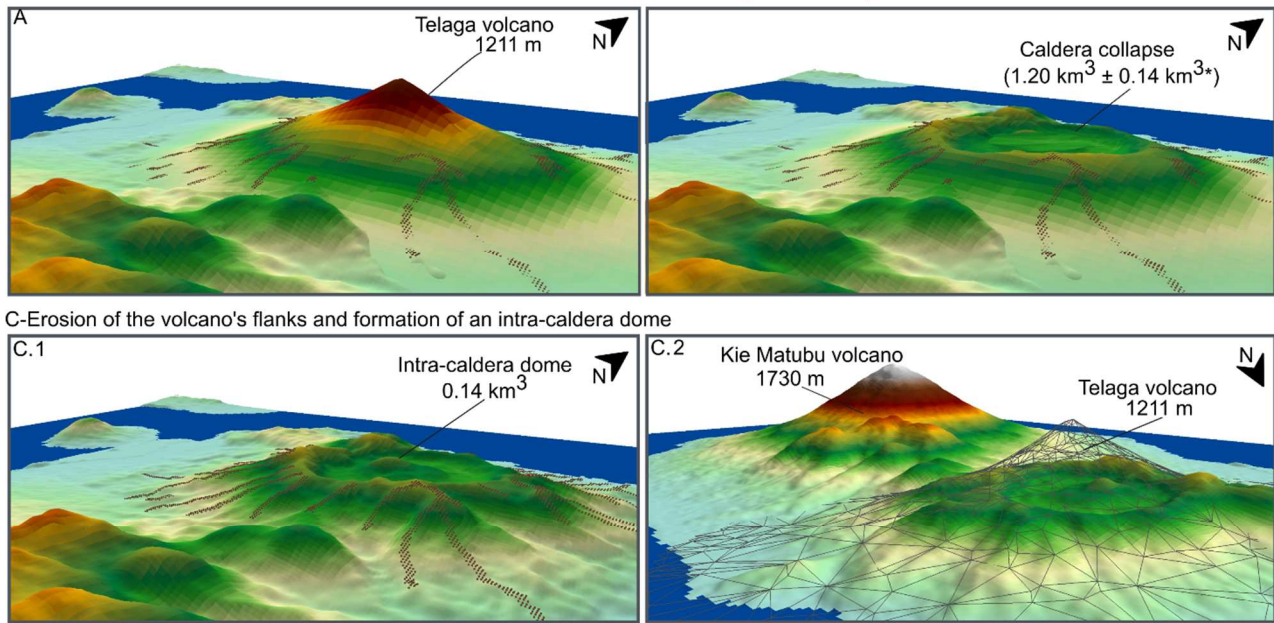 A
Telaga volcano
1211 m
N
Caldera collapse
(1.20 km³ ± 0.14 km³*)
N
C-Erosion of the volcano's flanks and formation of an intra-caldera dome
C.1
Intra-caldera dome
0.14 km³
N
C.2
Kie Matubu volcano
1730 m
Telaga volcano
1211 m
N